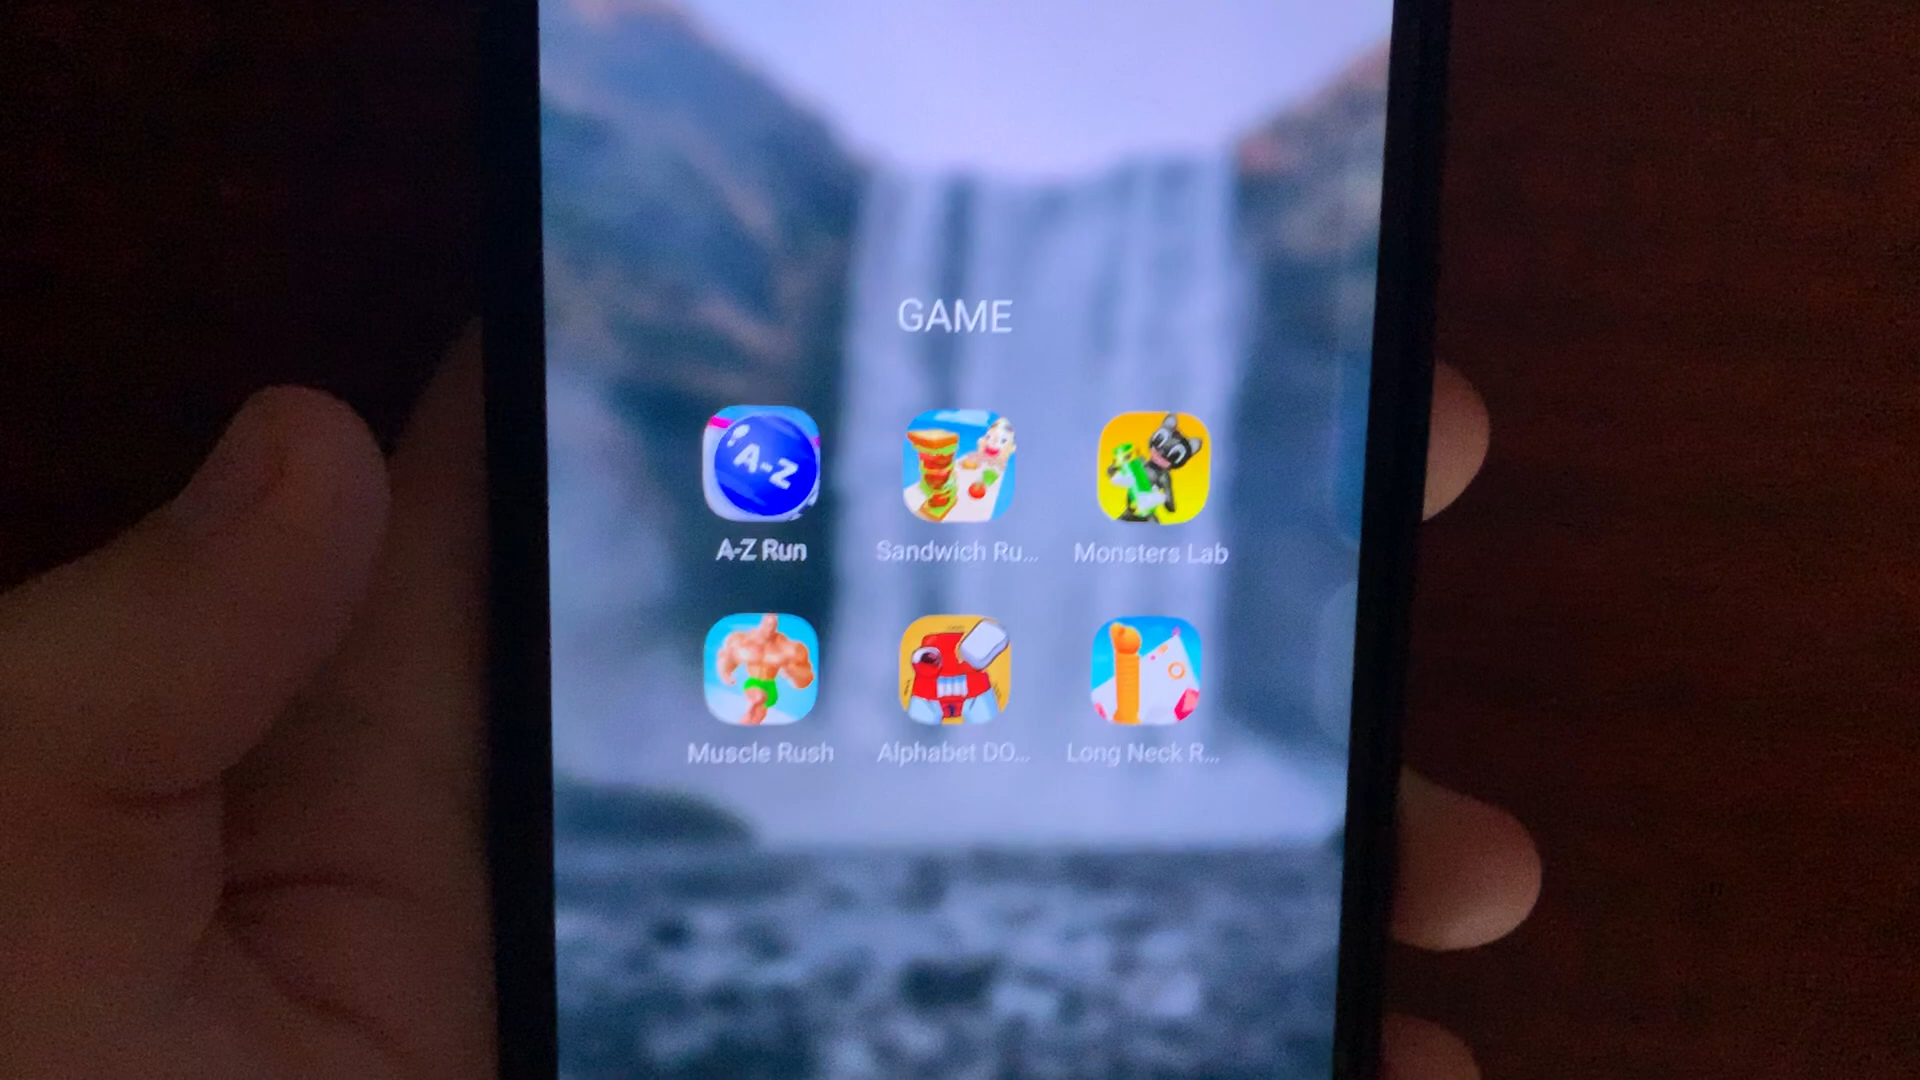 GAME
A-Z
A-Z Run
Sandwich Ru...
Monsters Lab
Muscle Rush
Alphabet DO...
Long Neck R...